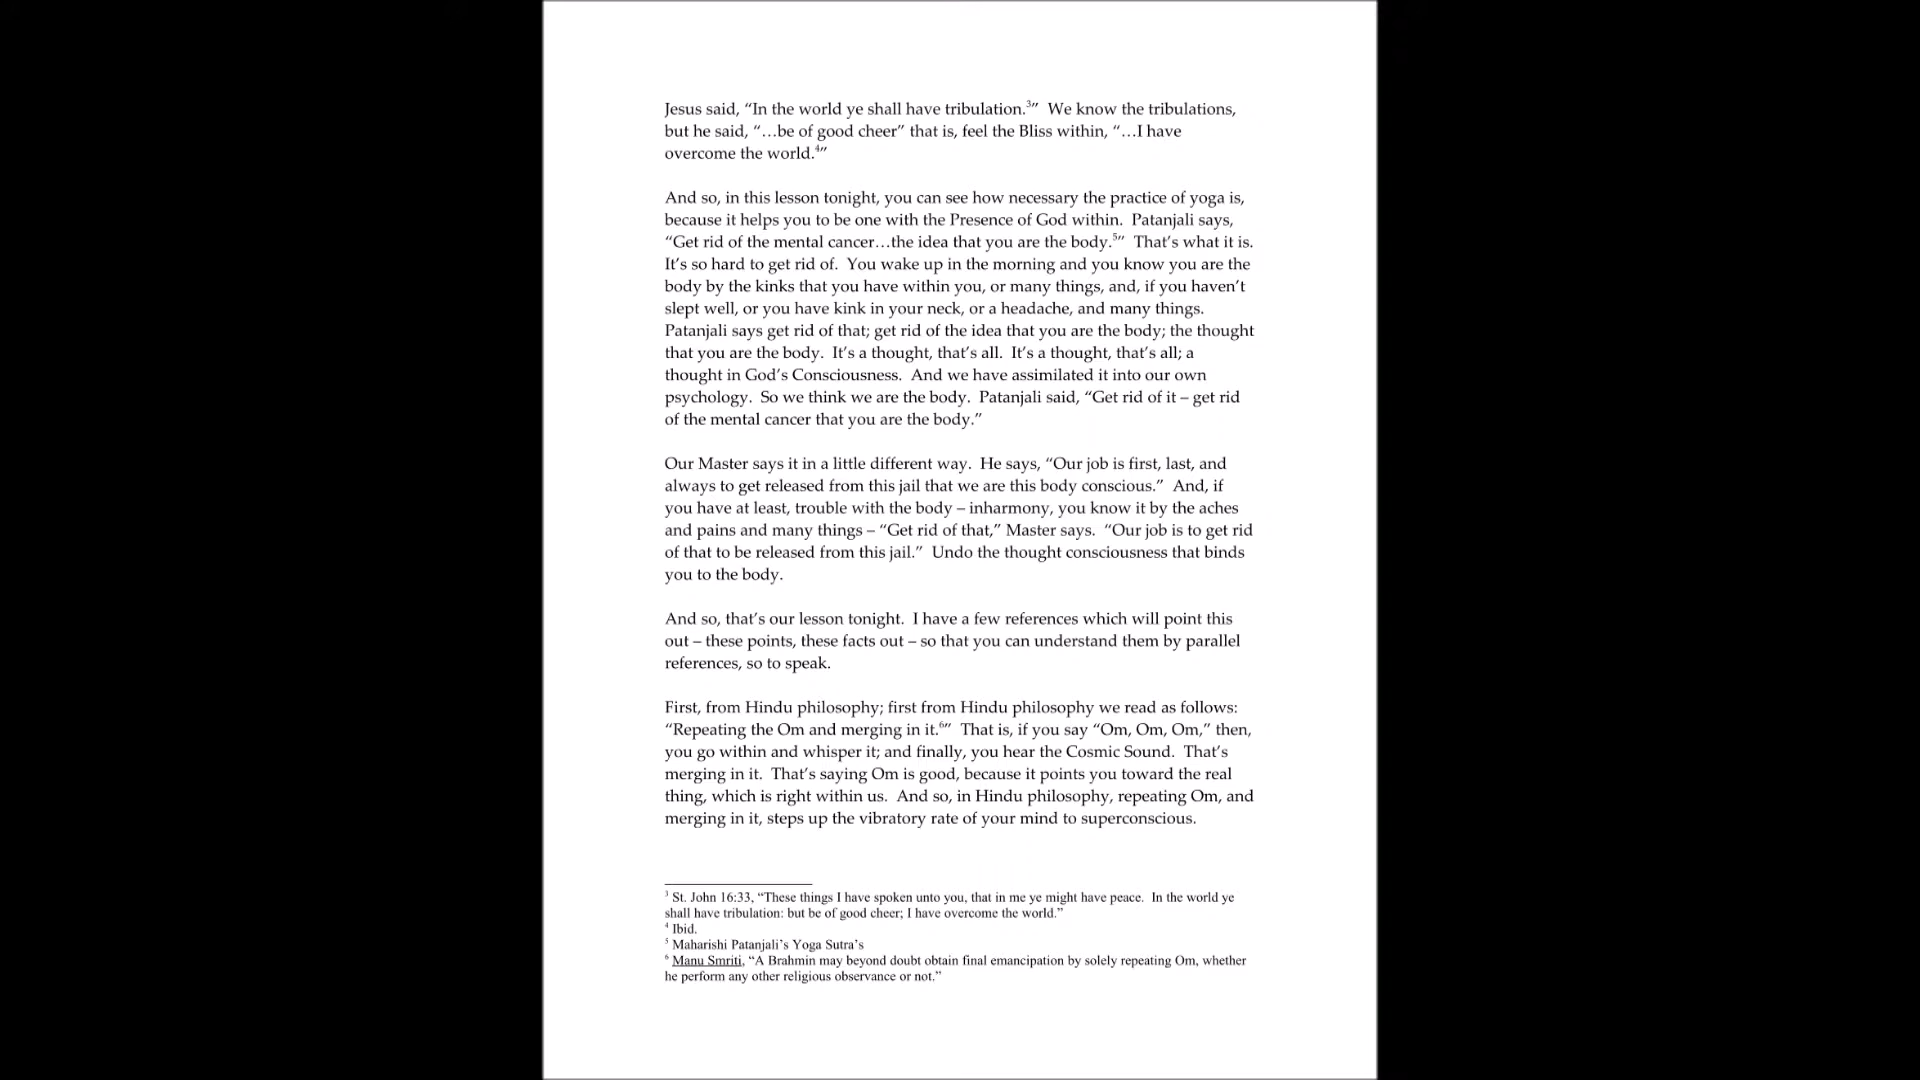 Jesus said, “In the world ye shall have tribulation.³” We know the tribulations,
but he said, “…be of good cheer” that is, feel the Bliss within, “…I have
overcome the world.⁴”
And so, in this lesson tonight, you can see how necessary the practice of yoga is,
because it helps you to be one with the Presence of God within. Patanjali says,
“Get rid of the mental cancer…the idea that you are the body.⁵” That’s what it is.
It’s so hard to get rid of. You wake up in the morning and you know you are the
body by the kinks that you have within you, or many things, and, if you haven’t
slept well, or you have kink in your neck, or a headache, and many things.
Patanjali says get rid of that; get rid of the idea that you are the body; the thought
that you are the body. It’s a thought, that’s all. It’s a thought, that’s all; a
thought in God’s Consciousness. And we have assimilated it into our own
psychology. So we think we are the body. Patanjali said, “Get rid of it – get rid
of the mental cancer that you are the body.”
Our Master says it in a little different way. He says, “Our job is first, last, and
always to get released from this jail that we are this body conscious.” And, if
you have at least, trouble with the body – inharmony, you know it by the aches
and pains and many things – “Get rid of that,” Master says. “Our job is to get rid
of that to be released from this jail.” Undo the thought consciousness that binds
you to the body.
And so, that’s our lesson tonight. I have a few references which will point this
out – these points, these facts out – so that you can understand them by parallel
references, so to speak.
First, from Hindu philosophy; first from Hindu philosophy we read as follows:
“Repeating the Om and merging in it.⁶” That is, if you say “Om, Om, Om,” then,
you go within and whisper it; and finally, you hear the Cosmic Sound. That’s
merging in it. That’s saying Om is good, because it points you toward the real
thing, which is right within us. And so, in Hindu philosophy, repeating Om, and
merging in it, steps up the vibratory rate of your mind to superconscious.
³ St. John 16:33, “These things I have spoken unto you, that in me ye might have peace. In the world ye
shall have tribulation: but be of good cheer; I have overcome the world.”
⁴ Ibid.
⁵ Maharishi Patanjali’s Yoga Sutra’s
⁶ Manu Smriti, “A Brahmin may beyond doubt obtain final emancipation by solely repeating Om, whether
he perform any other religious observance or not.”